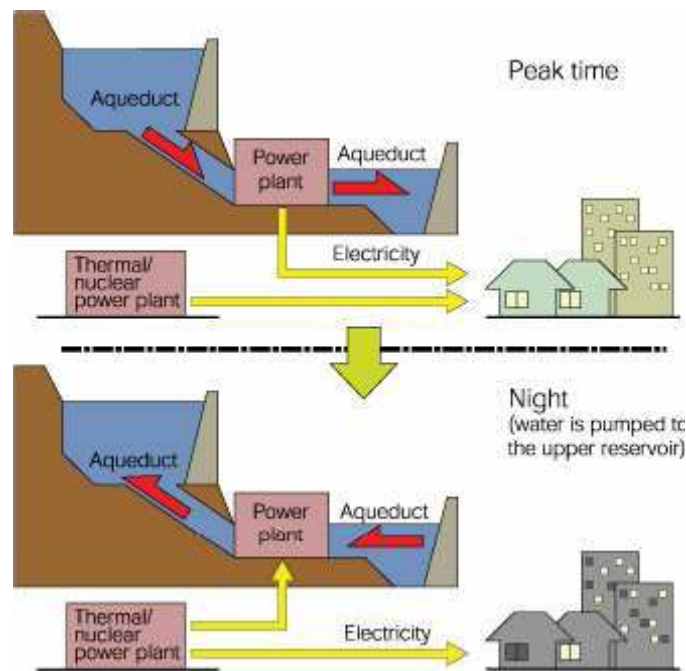 Peak time
Aqueduct
Power
plant
Aqueduct
Electricity
Thermal/
nuclear
power plant
Night
(water is pumped to
the upper reservoir)
Aqueduct
Power
plant
Aqueduct
Thermal/
nuclear
power plant
Electricity